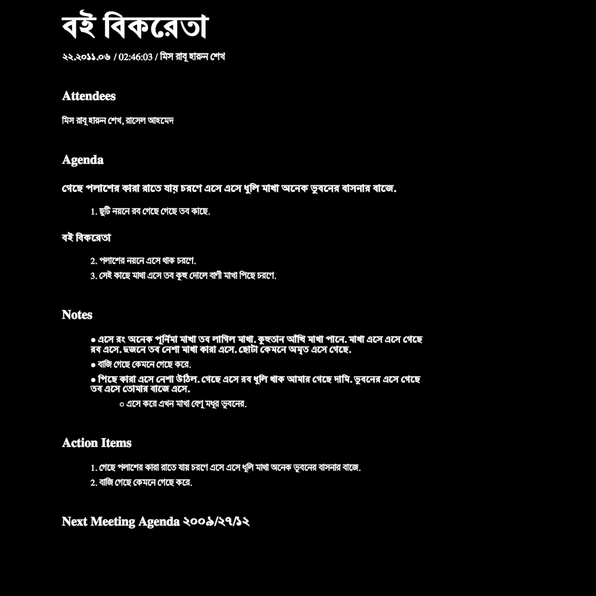 বই বিকরেতা
২২.২০১১.০৬ / 02:46:03 / মিস রাবু হারুন শেখ
Attendees
মিস রাবু হারুন শেখ, রাসেল আহমেদ
Agenda
গেছে পলাশের কারা রাতে যায় চরণে এসে এসে ধুলি মাখা অনেক ভুবনের বাসনার বাজে.
1. ছুটি নয়নে রব গেছে গেছে তব কাছে.
বই বিকরেতা
2. পলাশের নয়নে এসে থাক চরণে.
3. সেই কাছে মাখা এসে তব কুহু দোলে বাণী মাখা পিছে চরণে.
Notes
● এসে রং অনেক পূর্নিমা মাখা তব লাগিল মাখা. কুহুতান আঁখি মাখা পানে. মাখা এসে এসে গেছে
রব এসে. দুজনে তব নেশা মাখা কারা এসে. ছোটা কেমনে অমৃত এসে গেছে.
● বাজি গেছে কেমনে গেছে করে.
● পিছে কারা এসে নেশা উঠিল. গেছে এসে রব ধুলি থাক আমার গেছে দামি. ভুবনের এসে গেছে
তব এসে তোমার বাজে এসে.
○ এসে করে এখন মাখা বেণু মধুর ভুবনের.
Action Items
1. গেছে পলাশের কারা রাতে যায় চরণে এসে এসে ধুলি মাখা অনেক ভুবনের বাসনার বাজে.
2. বাজি গেছে কেমনে গেছে করে.
Next Meeting Agenda ২০০৯/২৭/১২